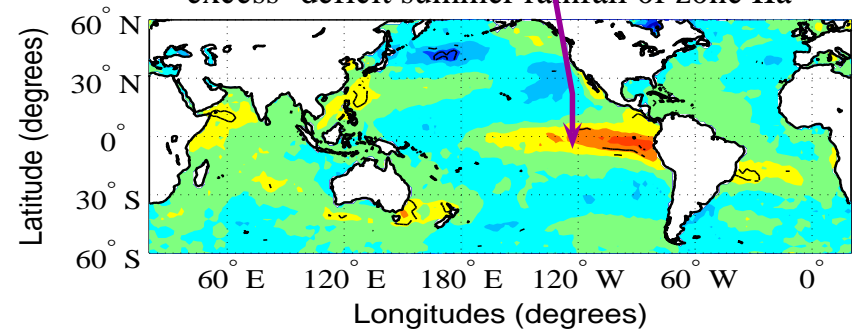 excess deficit summer rainfall of zone IIa
60° N
30° N
0°
30° S
60° S
Latitude (degrees)
60° E 120° E 180° E 120° W 60° W 0°
Longitudes (degrees)